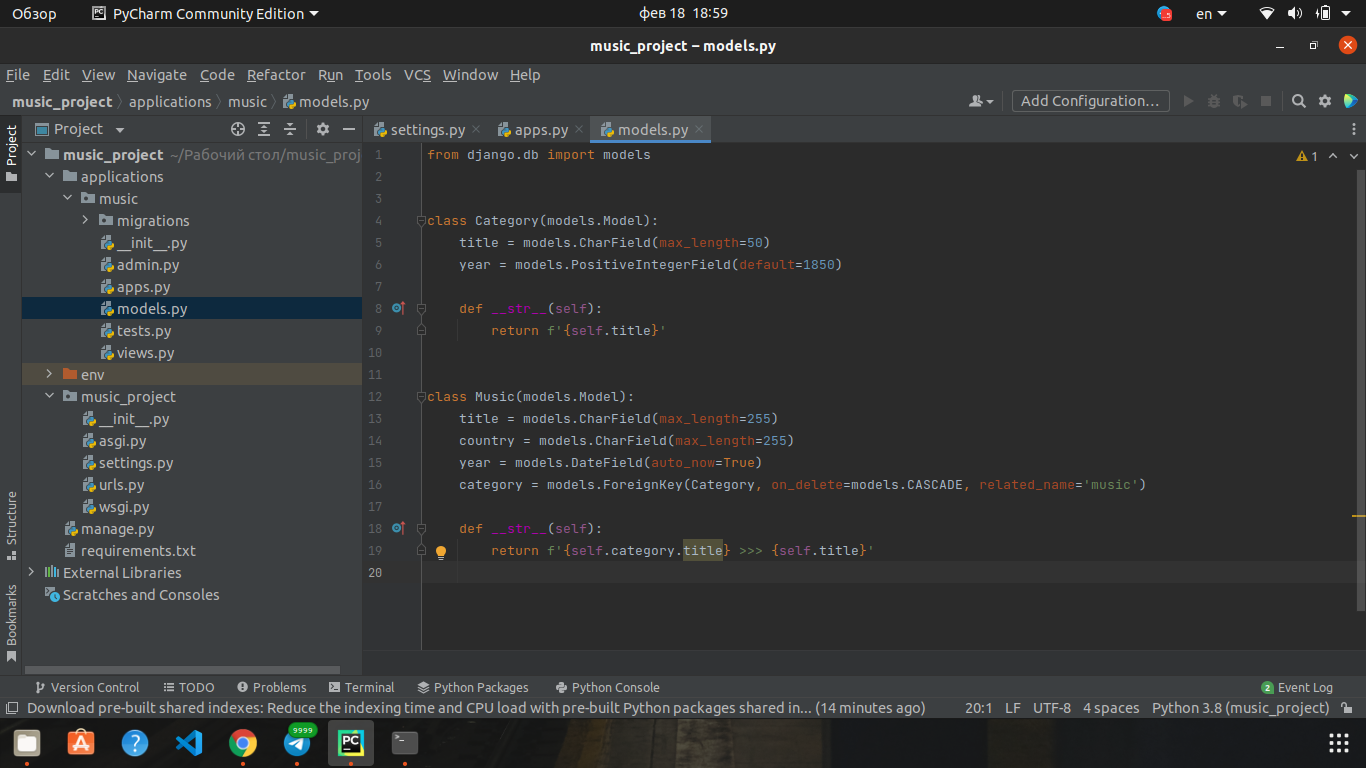 Обзор PyCharm Community Edition фев 18 18:59 en
music_project – models.py
File Edit View Navigate Code Refactor Run Tools VCS Window Help
music_project applications music models.py Add Configuration...
Project
Project
settings.py apps.py models.py
music_project ~/Рабочий стол/music_proj
applications
music
migrations
__init__.py
admin.py
apps.py
models.py
tests.py
views.py
env
music_project
__init__.py
asgi.py
settings.py
urls.py
wsgi.py
manage.py
requirements.txt
External Libraries
Scratches and Consoles
Structure
Bookmarks
1 from django.db import models
2
3
4 class Category(models.Model):
5 title = models.CharField(max_length=50)
6 year = models.PositiveIntegerField(default=1850)
7
8 def __str__(self):
9 return f'{self.title}'
10
11
12 class Music(models.Model):
13 title = models.CharField(max_length=255)
14 country = models.CharField(max_length=255)
15 year = models.DateField(auto_now=True)
16 category = models.ForeignKey(Category, on_delete=models.CASCADE, related_name='music')
17
18 def __str__(self):
19 return f'{self.category.title} >>> {self.title}'
20
1
Version Control TODO Problems Terminal Python Packages Python Console 2 Event Log
Download pre-built shared indexes: Reduce the indexing time and CPU load with pre-built Python packages shared in... (14 minutes ago) 20:1 LF UTF-8 4 spaces Python 3.8 (music_project)
9999
PC